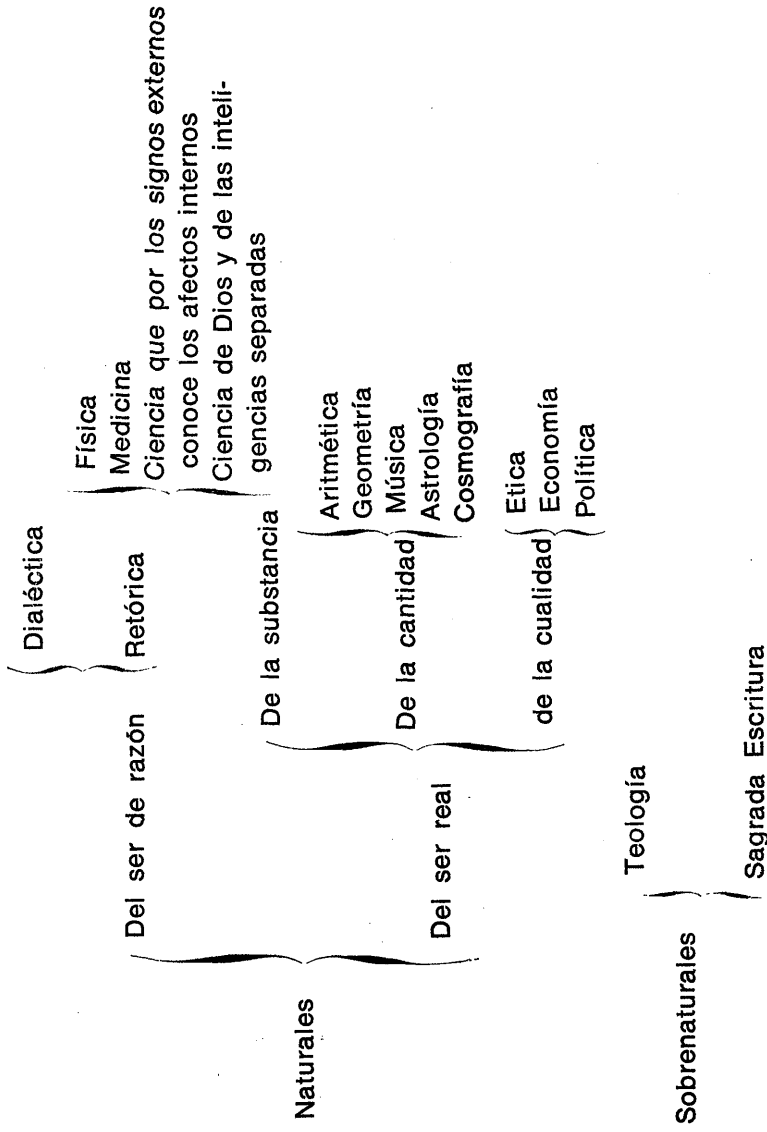 Naturales
Del ser de razón
Dialéctica
Retórica
Del ser real
De la substancia
Física
Medicina
Ciencia que por los signos externos
conoce los afectos internos
Ciencia de Dios y de las inteli-
gencias separadas
De la cantidad
Aritmética
Geometría
Música
Astrología
Cosmografía
de la cualidad
Etica
Economía
Política
Sobrenaturales
Teología
Sagrada Escritura